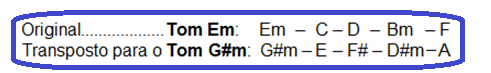 Original................... Tom Em: Em – C – D – Bm – F
Transposto para o Tom G#m: G#m – E – F# – D#m – A